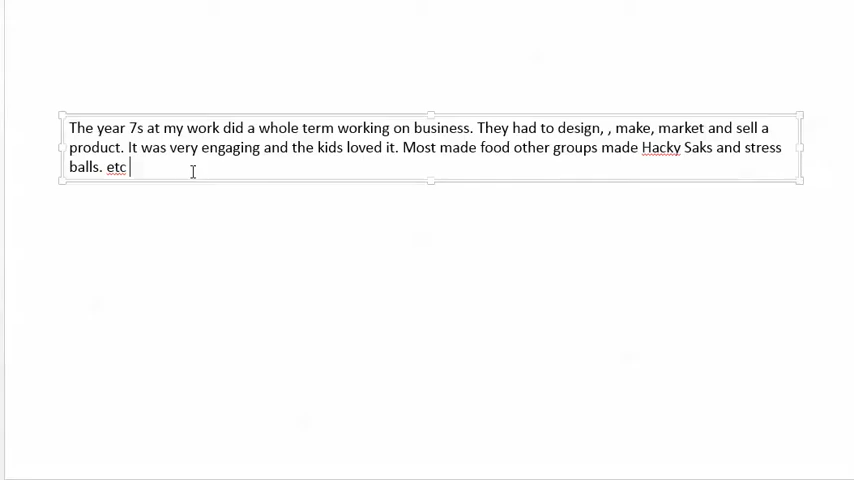 The year 7s at my work did a whole term working on business. They had to design, , make, market and sell a
product. It was very engaging and the kids loved it. Most made food other groups made Hacky Saks and stress
balls. etc